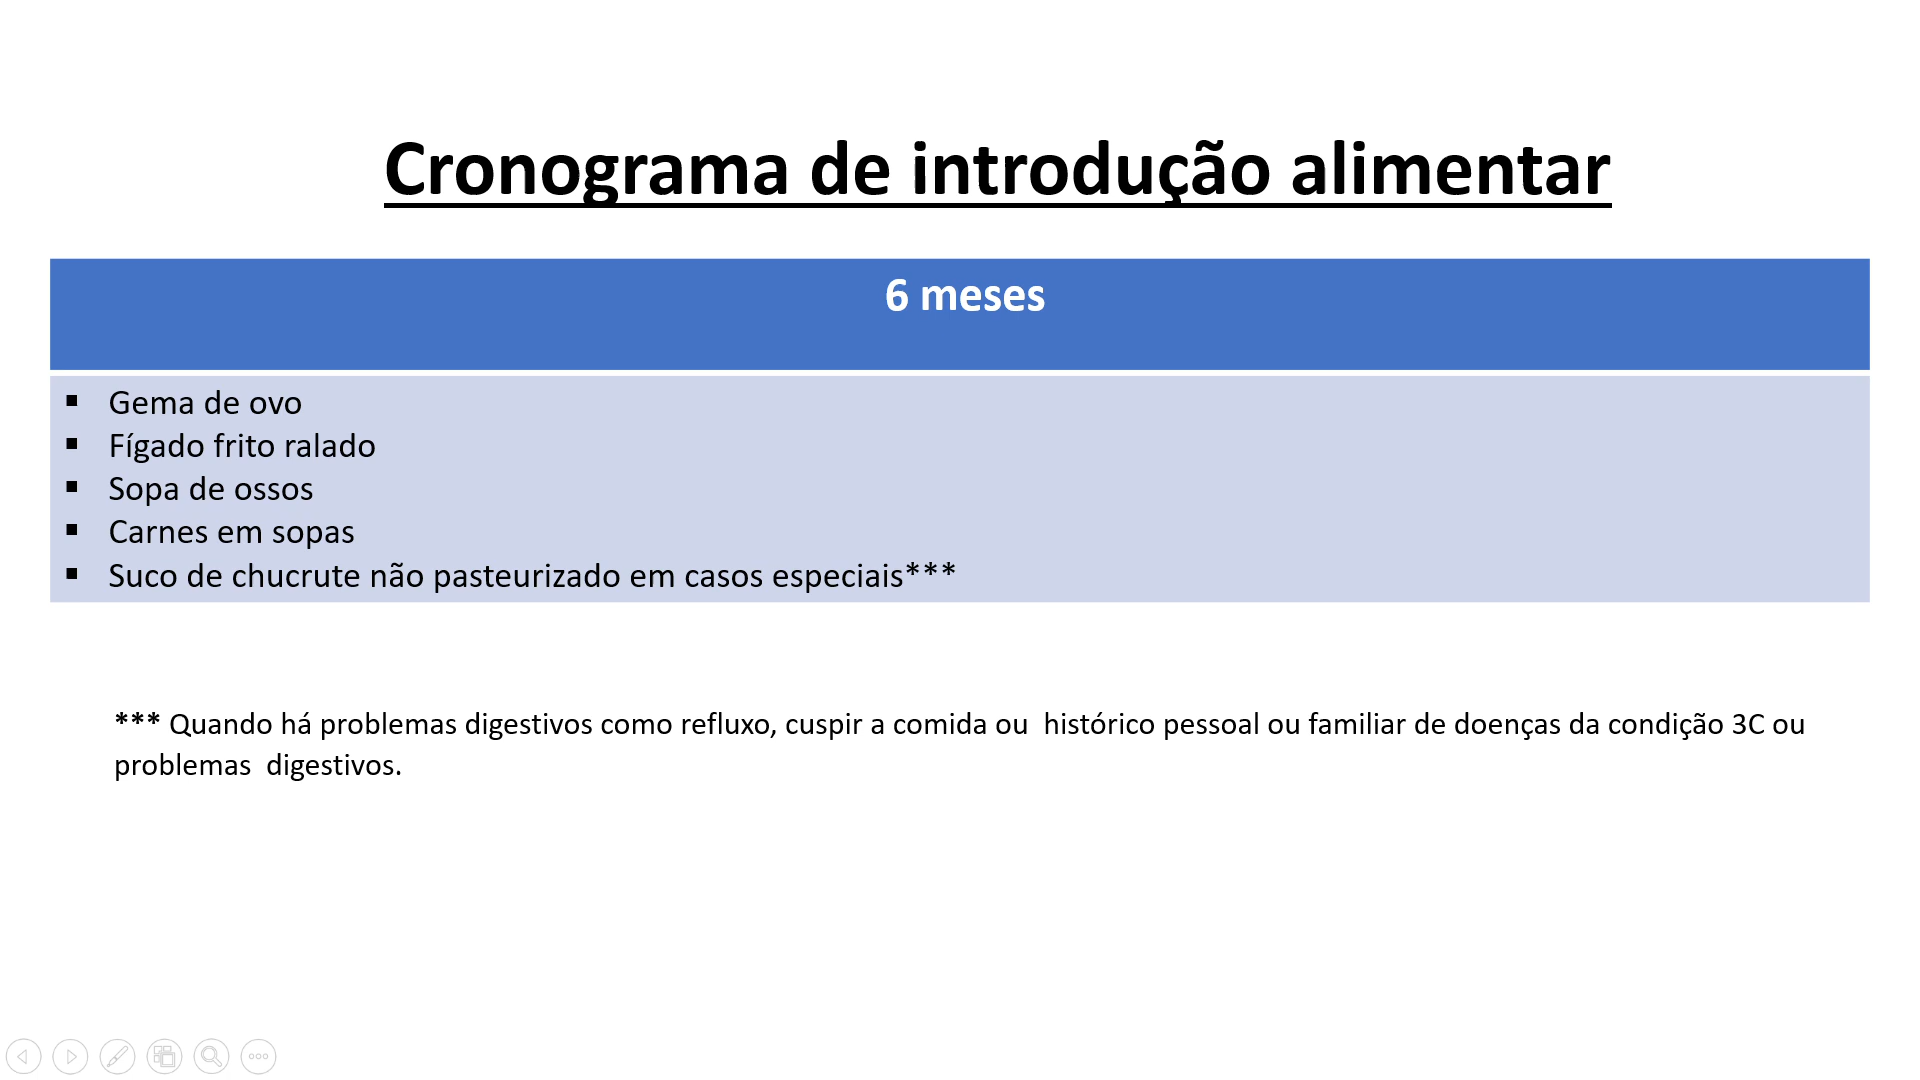 Cronograma de introdução alimentar
6 meses
▪ Gema de ovo
▪ Fígado frito ralado
▪ Sopa de ossos
▪ Carnes em sopas
▪ Suco de chucrute não pasteurizado em casos especiais***
*** Quando há problemas digestivos como refluxo, cuspir a comida ou  histórico pessoal ou familiar de doenças da condição 3C ou
problemas  digestivos.